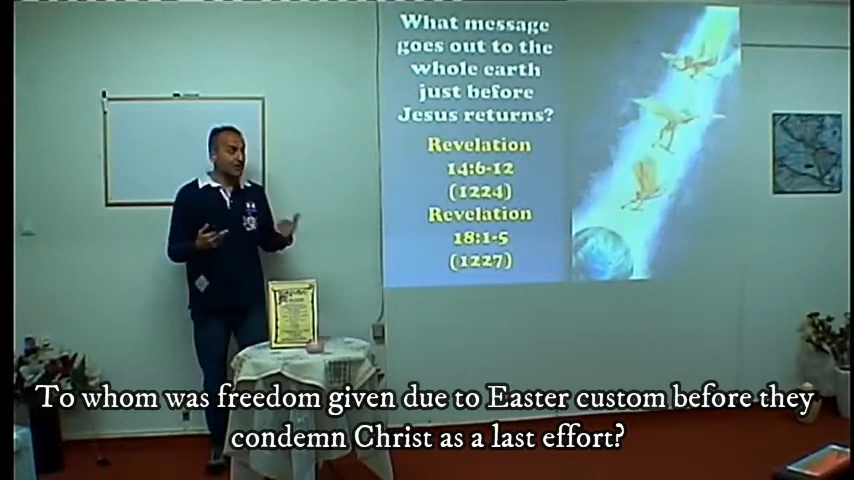 What message
goes out to the
whole earth
just before
Jesus returns?
Revelation
14:6-12
(1224)
Revelation
18:1-5
(1227)
To whom was freedom given due to Easter custom before they
condemn Christ as a last effort?